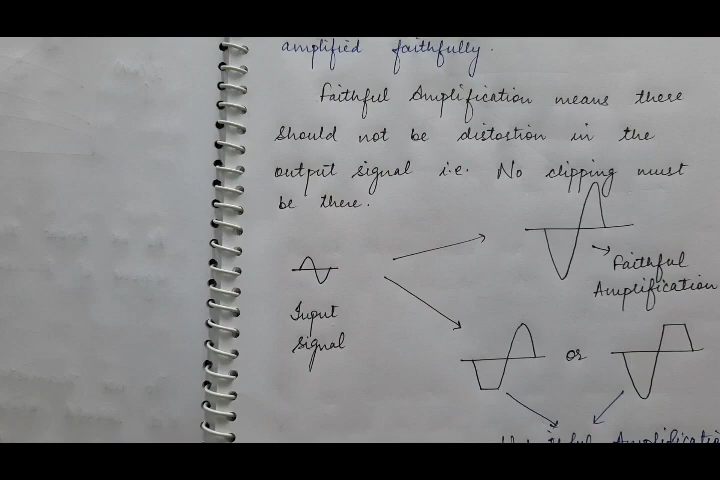 amplified faithfully.
Faithful Amplification means there
should not be distortion in the
output signal i.e. No clipping must
be there.
Faithful
Amplification
Input
signal
or
Amplificatio